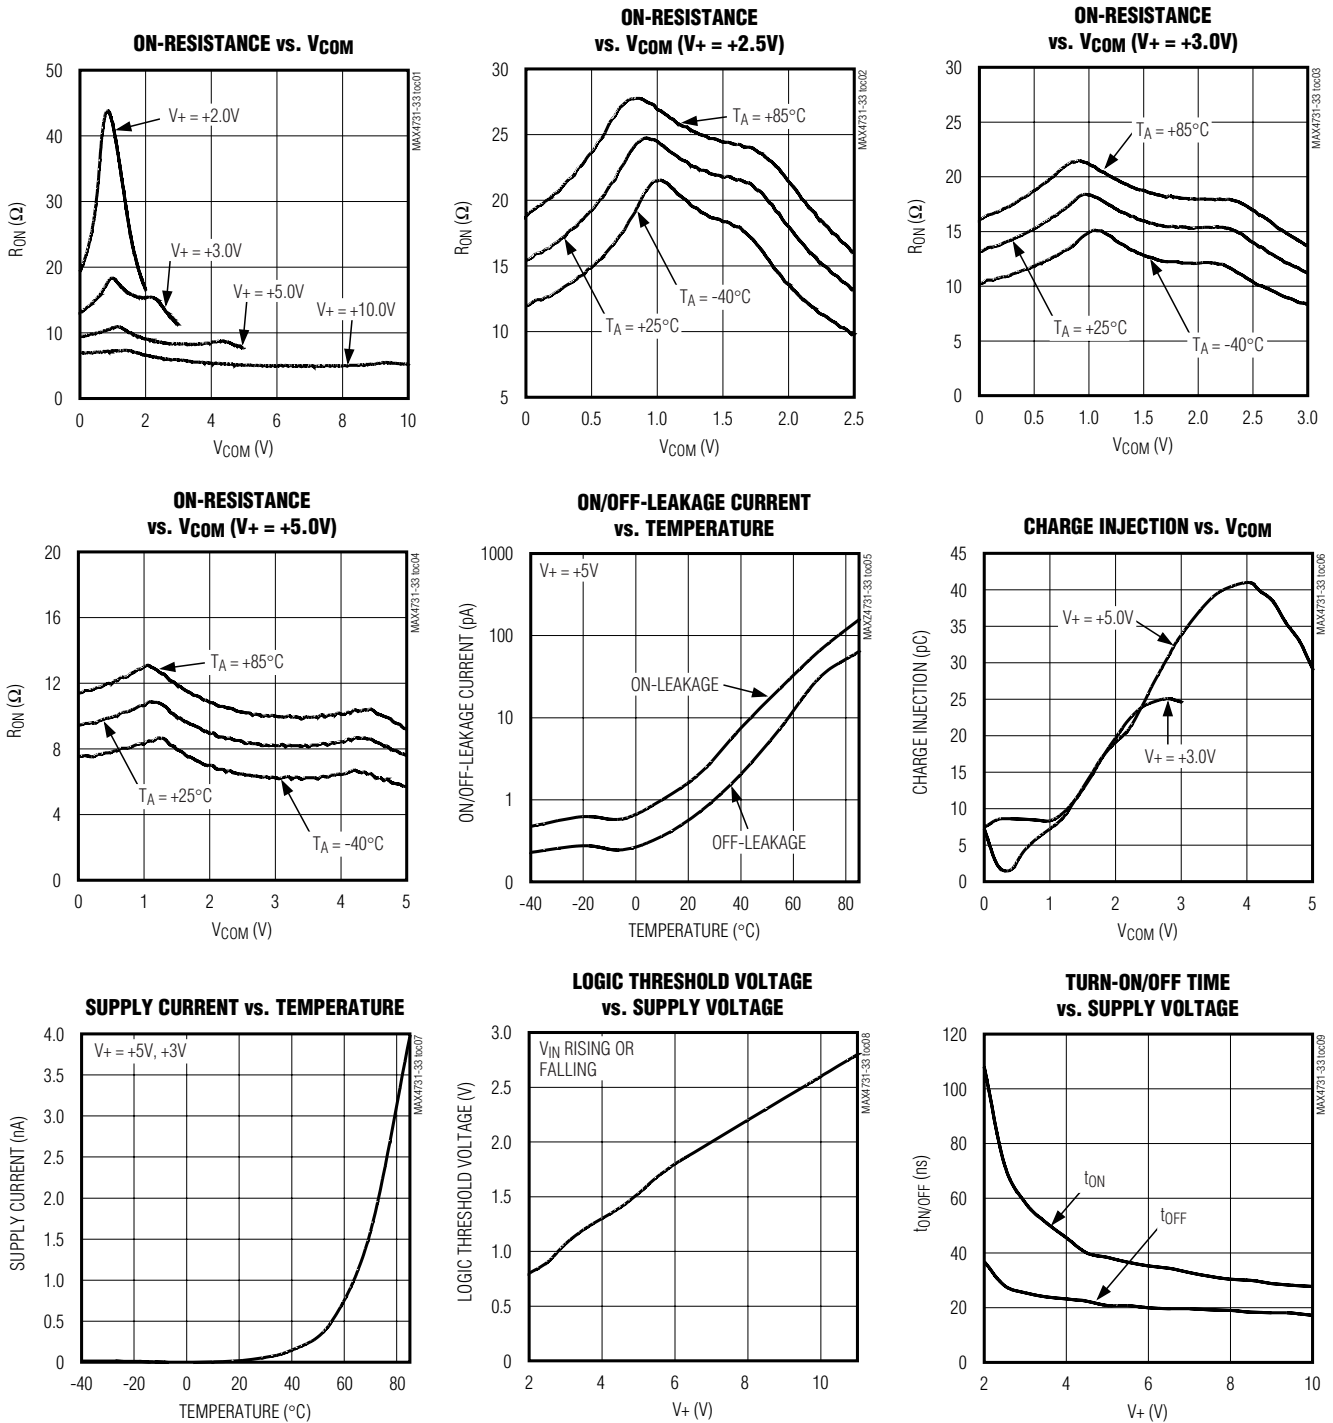 ON-RESISTANCE vs. VCOM
50
40
30
20
10
0
RON (Ω)
0 2 4 6 8 10
VCOM (V)
V+ = +2.0V
V+ = +3.0V
V+ = +5.0V
V+ = +10.0V
MAX4731-33 toc01
ON-RESISTANCE
vs. VCOM (V+ = +2.5V)
30
25
20
15
10
5
RON (Ω)
0 0.5 1.0 1.5 2.0 2.5
VCOM (V)
TA = +85°C
TA = -40°C
TA = +25°C
MAX4731-33 toc02
ON-RESISTANCE
vs. VCOM (V+ = +3.0V)
30
25
20
15
10
5
0
RON (Ω)
0 0.5 1.0 1.5 2.0 2.5 3.0
VCOM (V)
TA = +85°C
TA = +25°C
TA = -40°C
MAX4731-33 toc03
ON-RESISTANCE
vs. VCOM (V+ = +5.0V)
20
16
12
8
4
0
RON (Ω)
0 1 2 3 4 5
VCOM (V)
TA = +85°C
TA = +25°C
TA = -40°C
MAX4731-33 toc04
ON/OFF-LEAKAGE CURRENT
vs. TEMPERATURE
1000
100
10
1
0
ON/OFF-LEAKAGE CURRENT (pA)
-40 -20 0 20 40 60 80
TEMPERATURE (°C)
V+ = +5V
ON-LEAKAGE
OFF-LEAKAGE
MAXZ4731-33 toc05
CHARGE INJECTION vs. VCOM
45
40
35
30
25
20
15
10
5
0
CHARGE INJECTION (pC)
0 1 2 3 4 5
VCOM (V)
V+ = +5.0V
V+ = +3.0V
MAX4731-33 toc06
SUPPLY CURRENT vs. TEMPERATURE
4.0
3.5
3.0
2.5
2.0
1.5
1.0
0.5
0
SUPPLY CURRENT (nA)
-40 -20 0 20 40 60 80
TEMPERATURE (°C)
V+ = +5V, +3V
MAX4731-33 toc07
LOGIC THRESHOLD VOLTAGE
vs. SUPPLY VOLTAGE
3.0
2.5
2.0
1.5
1.0
0.5
0
LOGIC THRESHOLD VOLTAGE (V)
2 4 6 8 10
V+ (V)
VIN RISING OR
FALLING
MAX4731-33 toc08
TURN-ON/OFF TIME
vs. SUPPLY VOLTAGE
120
100
80
60
40
20
0
tON/OFF (ns)
2 4 6 8 10
V+ (V)
tON
tOFF
MAX4731-33 toc09